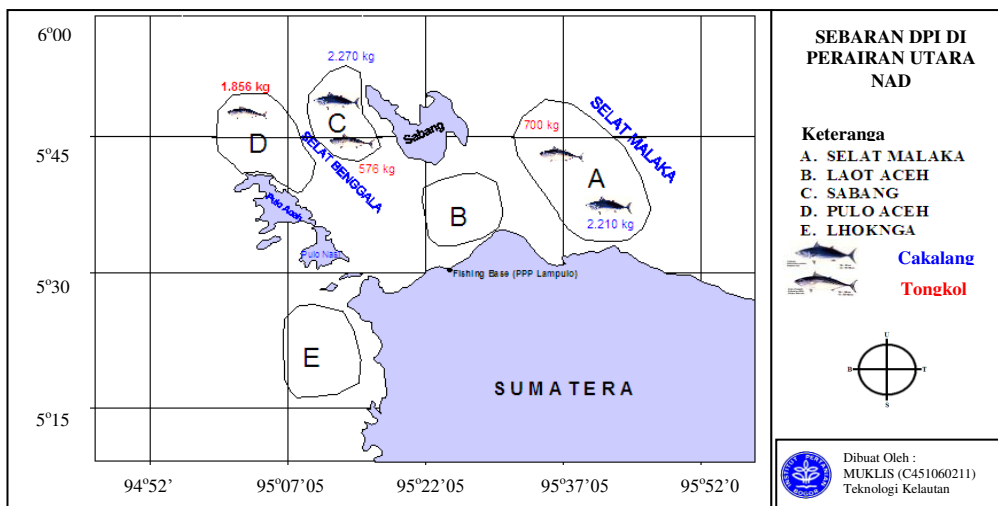 6°00
5°45
5°30
5°15
94°52'
95°07'05
95°22'05
95°37'05
95°52'0
1.856 kg
2.270 kg
D
C
576 kg
SELAT BENGGALA
Sabang
700 kg
SELAT MALAKA
A
2.210 kg
B
Pulo Aceh
Pulo Nasi
Fishing Base (PPP Lampulo)
E
SUMATERA
SEBARAN DPI DI
PERAIRAN UTARA
NAD
Keteranga
A. SELAT MALAKA
B. LAOT ACEH
C. SABANG
D. PULO ACEH
E. LHOKNGA
Cakalang
Tongkol
U
B
T
S
INSTITUT PERTANIAN
BOGOR
Dibuat Oleh :
MUKLIS (C451060211)
Teknologi Kelautan